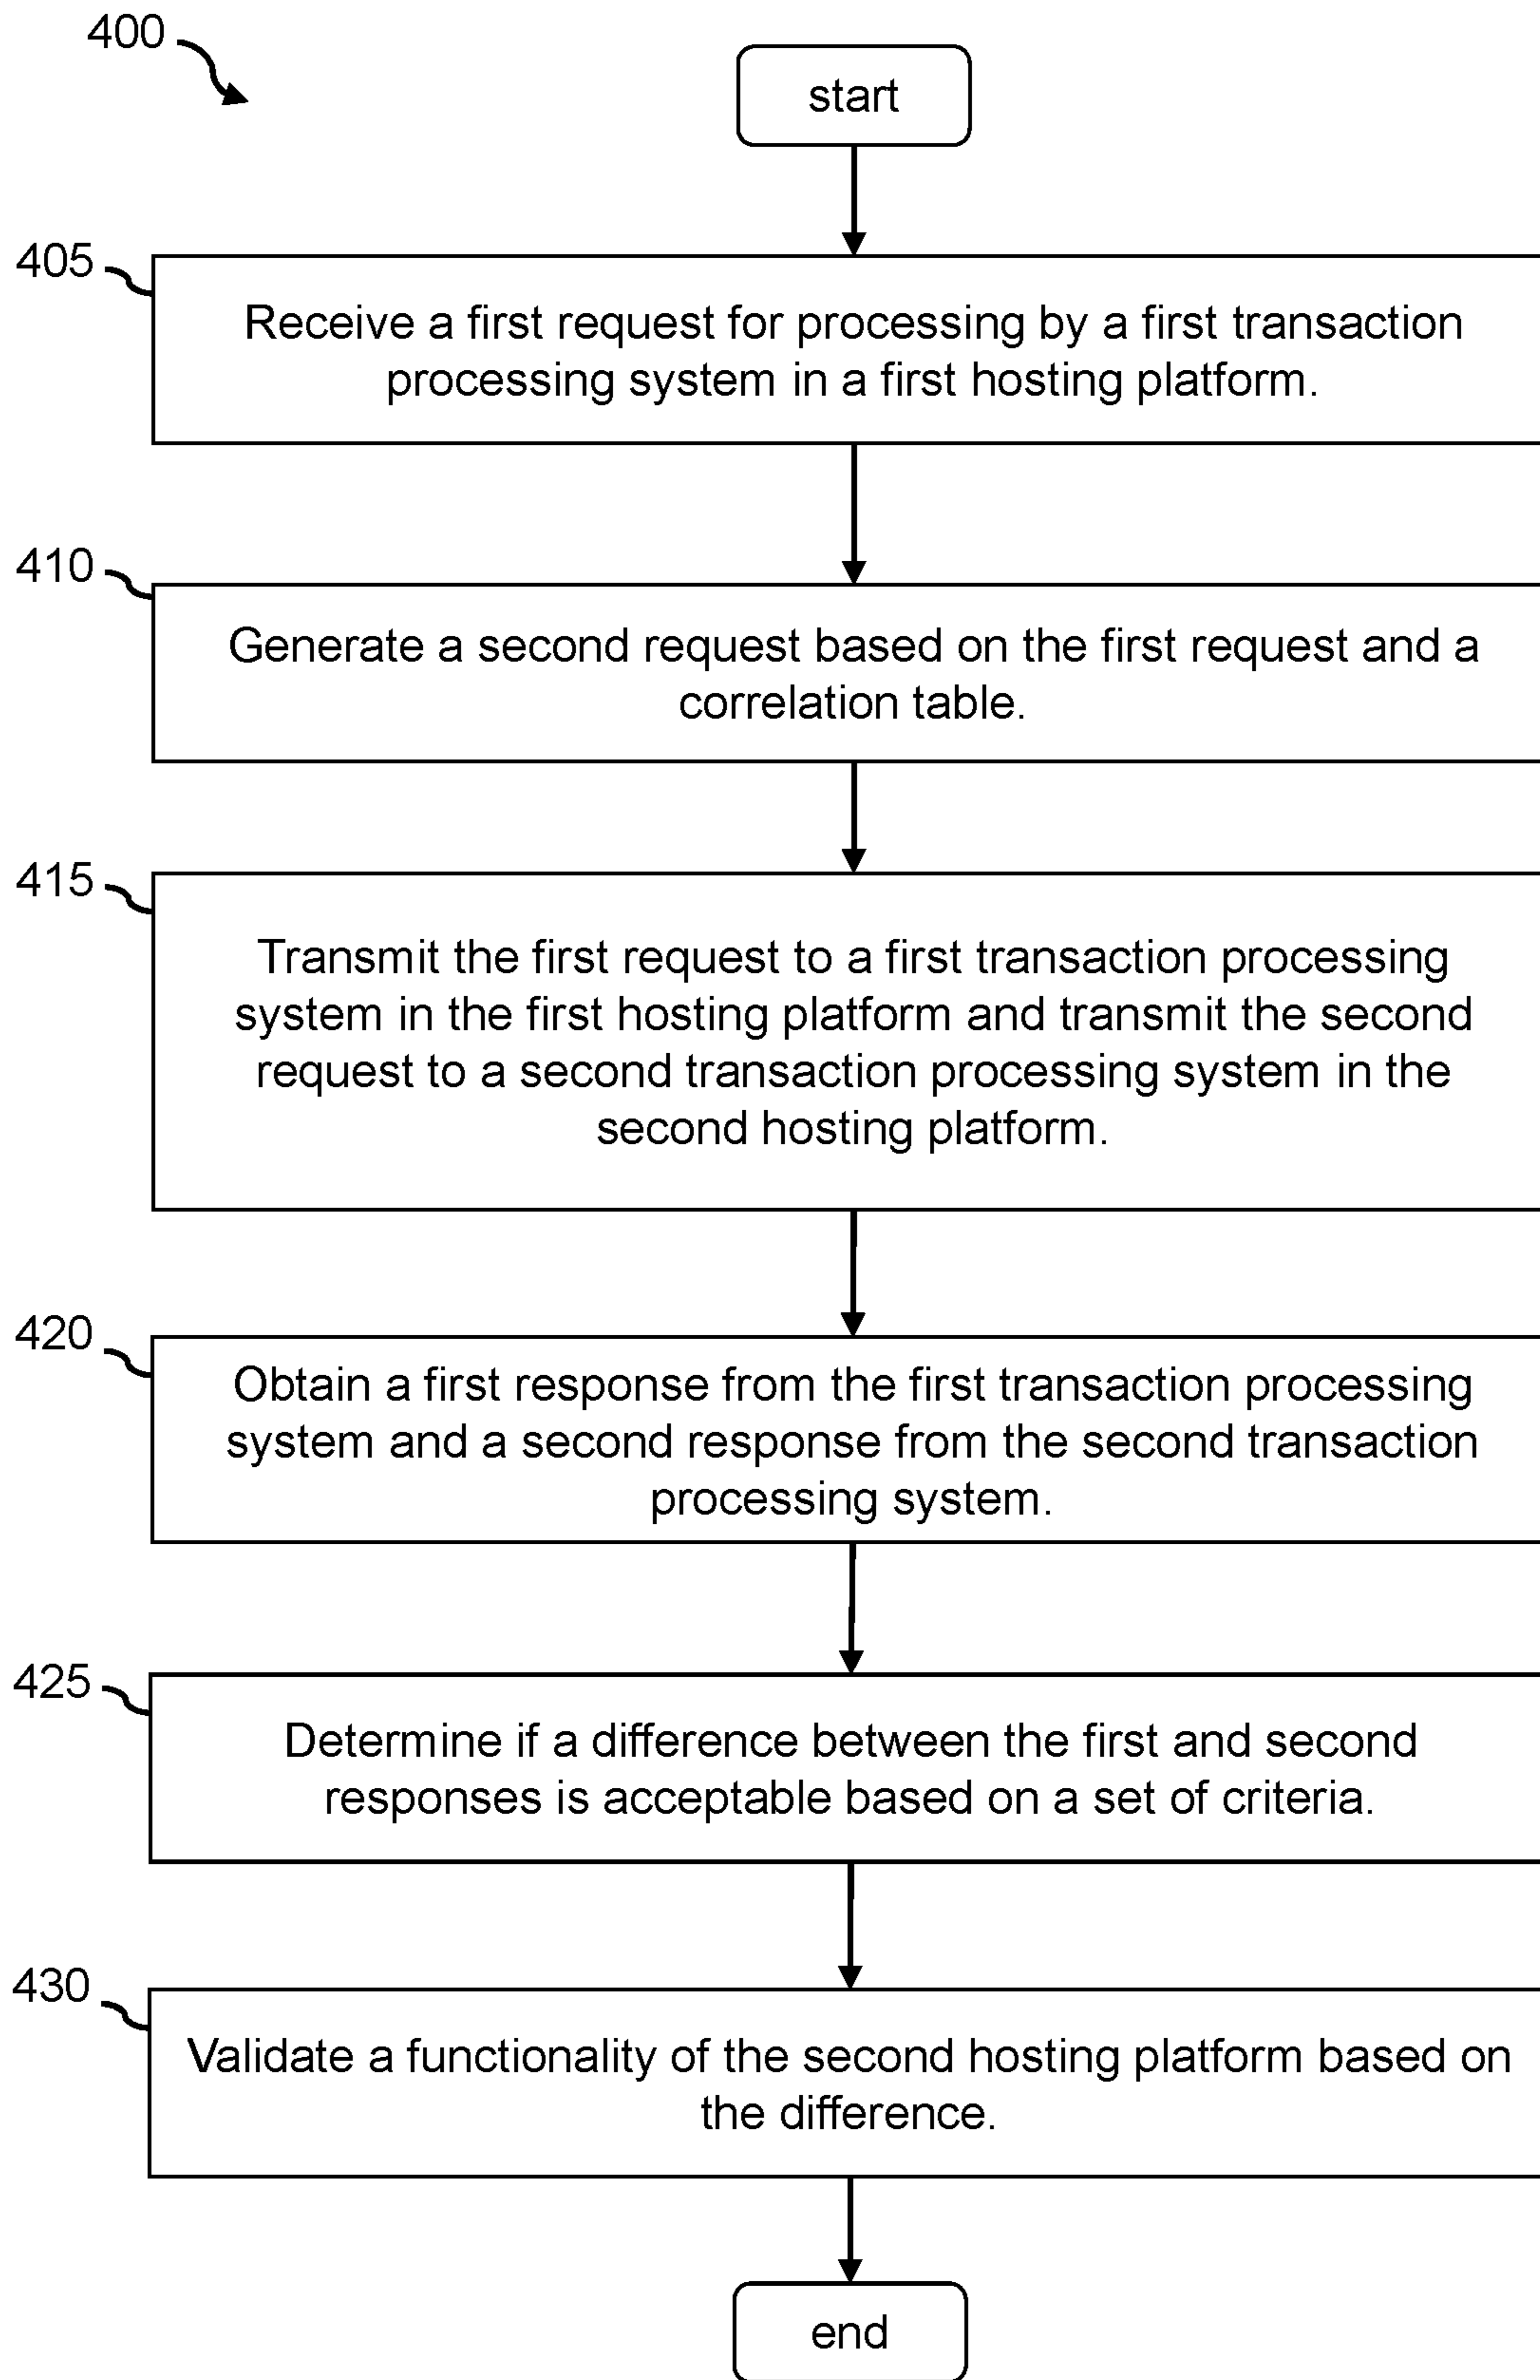 400
start
405
Receive a first request for processing by a first transaction
processing system in a first hosting platform.
410
Generate a second request based on the first request and a
correlation table.
415
Transmit the first request to a first transaction processing
system in the first hosting platform and transmit the second
request to a second transaction processing system in the
second hosting platform.
420
Obtain a first response from the first transaction processing
system and a second response from the second transaction
processing system.
425
Determine if a difference between the first and second
responses is acceptable based on a set of criteria.
430
Validate a functionality of the second hosting platform based on
the difference.
end